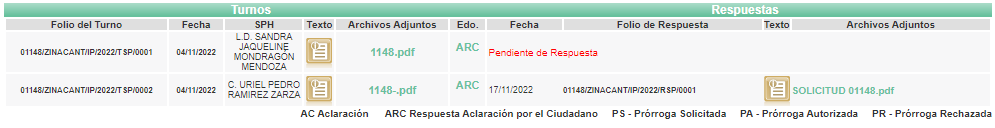 Turnos Respuestas
Folio del Turno Fecha SPH Texto Archivos Adjuntos Edo. Fecha Folio de Respuesta Texto Archivos Adjuntos
01148/ZINACANT/IP/2022/TSP/0001 04/11/2022 L.D. SANDRA JAQUELINE MONDRAGÓN MENDOZA 1148.pdf ARC Pendiente de Respuesta
01148/ZINACANT/IP/2022/TSP/0002 04/11/2022 C. URIEL PEDRO RAMIREZ ZARZA 1148-.pdf ARC 17/11/2022 01148/ZINACANT/IP/2022/RSP/0001 SOLICITUD 01148.pdf
AC Aclaración ARC Respuesta Aclaración por el Ciudadano PS - Prórroga Solicitada PA - Prórroga Autorizada PR - Prórroga Rechazada